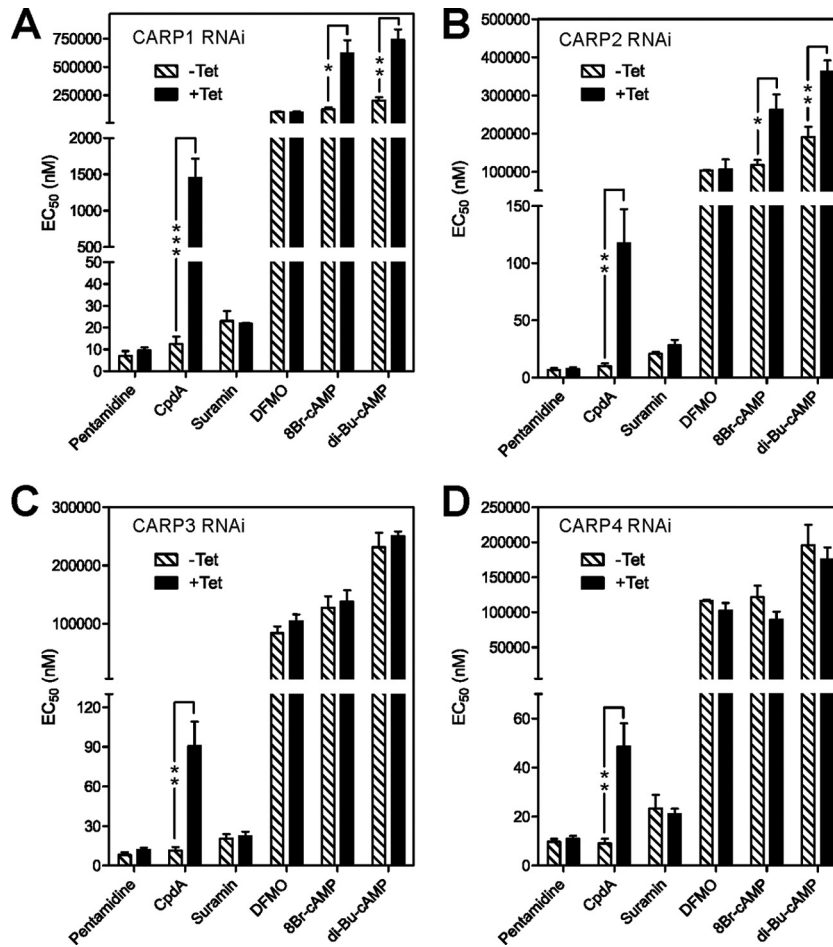 A
CARP1 RNAi
-Tet
+Tet
EC50 (nM)
750000
500000
250000
2000
1500
1000
500
40
30
20
10
0
*
**
***
Pentamidine
CpdA
Suramin
DFMO
8Br-cAMP
di-Bu-cAMP
B
CARP2 RNAi
-Tet
+Tet
EC50 (nM)
500000
400000
300000
200000
100000
150
100
50
0
*
**
**
Pentamidine
CpdA
Suramin
DFMO
8Br-cAMP
di-Bu-cAMP
C
CARP3 RNAi
-Tet
+Tet
EC50 (nM)
300000
200000
100000
120
90
60
30
0
**
Pentamidine
CpdA
Suramin
DFMO
8Br-cAMP
di-Bu-cAMP
D
CARP4 RNAi
-Tet
+Tet
EC50 (nM)
250000
200000
150000
100000
50000
60
40
20
0
**
Pentamidine
CpdA
Suramin
DFMO
8Br-cAMP
di-Bu-cAMP